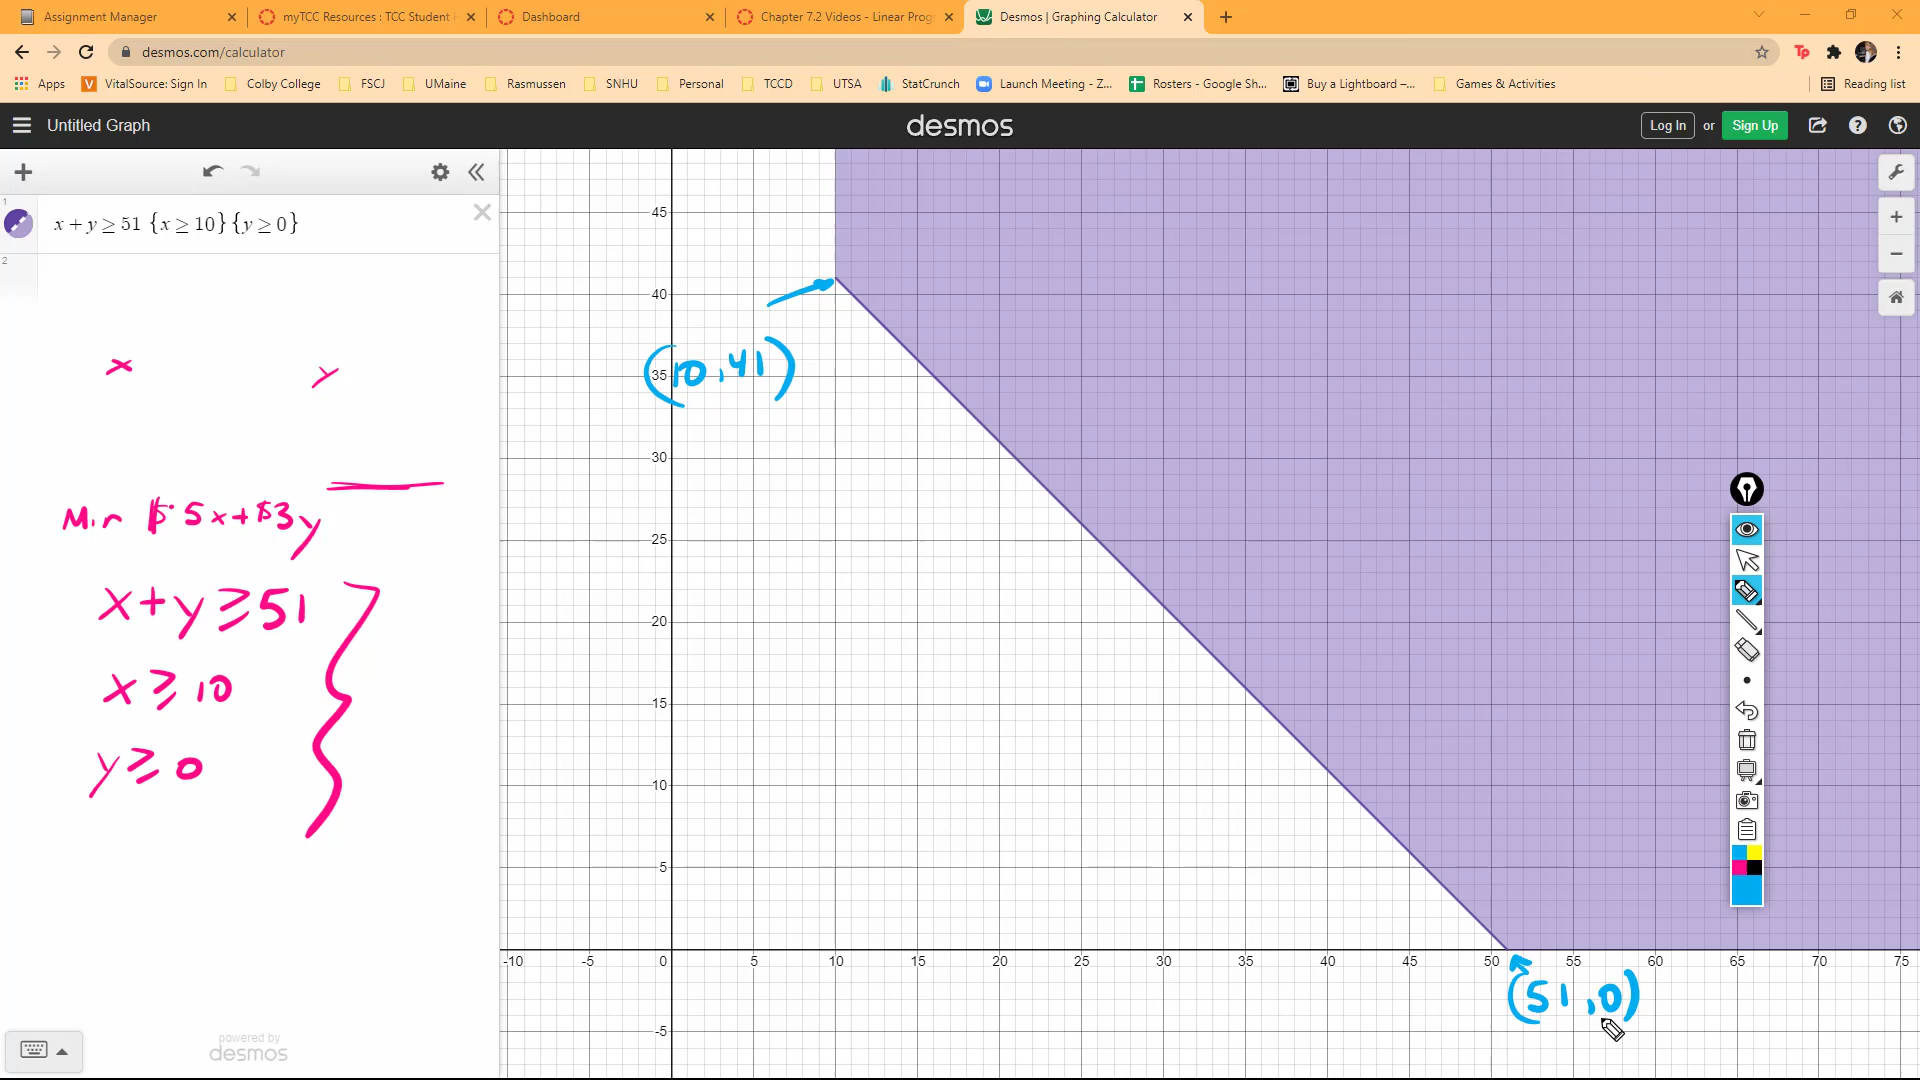 Assignment Manager
myTCC Resources : TCC Student
Dashboard
Chapter 7.2 Videos - Linear Prog
Desmos | Graphing Calculator
desmos.com/calculator
Tp
Apps
V VitalSource: Sign In
Colby College
FSCJ
UMaine
Rasmussen
SNHU
Personal
TCCD
UTSA
StatCrunch
Launch Meeting - Z...
Rosters - Google Sh...
Buy a Lightboard –...
Games & Activities
Reading list
Untitled Graph
desmos
Log In or Sign Up
1
x + y ≥ 51 {x ≥ 10} {y ≥ 0}
2
x y
Min $.5x+$3y
x+y≥51
x≥10
y≥0
45
40
(10,41)
35
30
25
20
15
10
5
-10 -5 0 5 10 15 20 25 30 35 40 45 50 55 60 65 70 75
(51,0)
-5
powered by
desmos